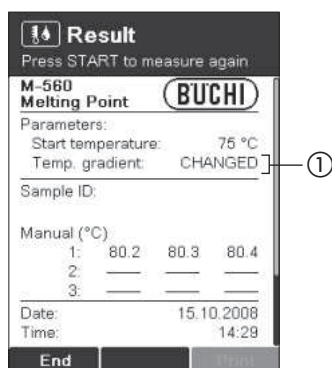 Result
Press START to measure again
M-560
Melting Point
BÜCHI
Parameters:
Start temperature: 75 °C
Temp. gradient: CHANGED
①
Sample ID:
Manual (°C)
1: 80.2 80.3 80.4
2:
3:
Date: 15.10.2008
Time: 14:29
End Print